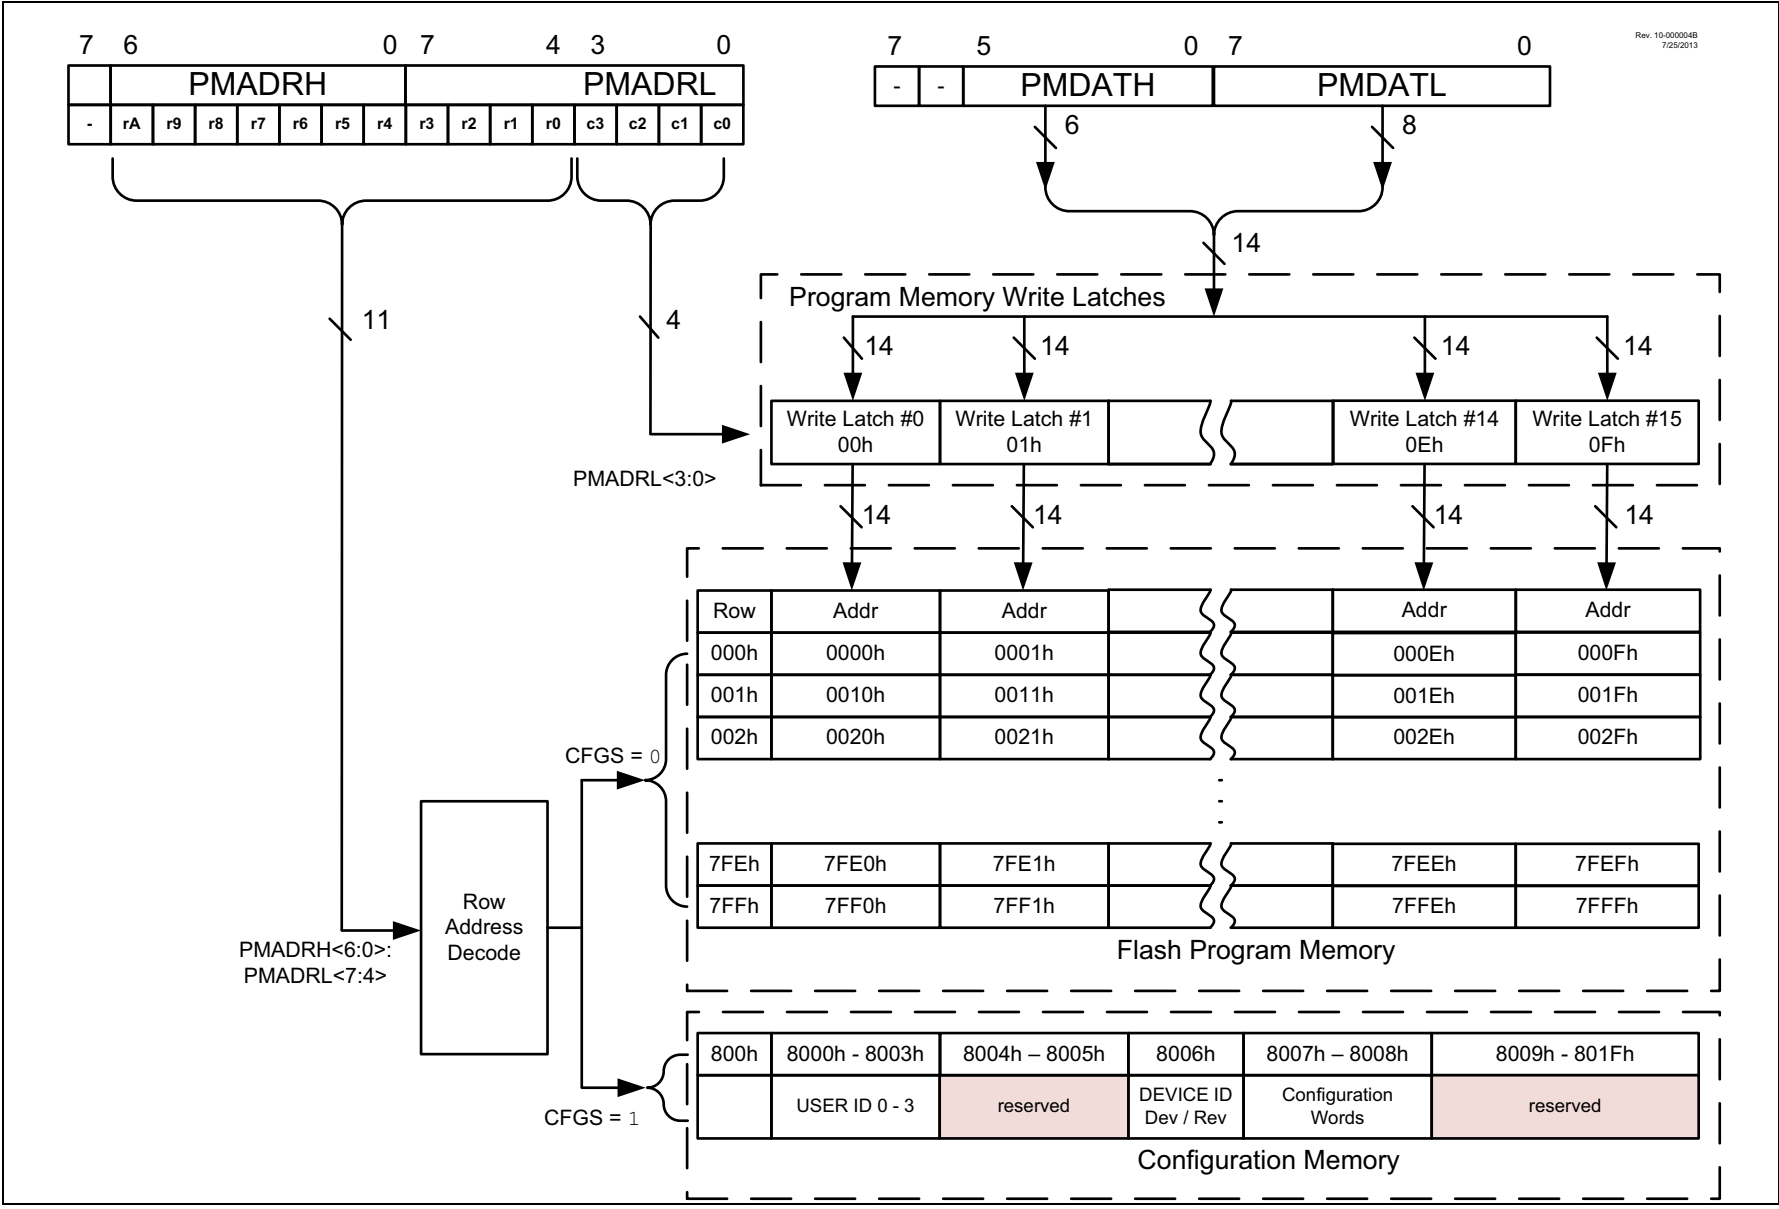 7 6 0 7 4 3 0
7 5 0 7 0
Rev. 10-000004B
7/25/2013
PMADRH PMADRL
- - PMDATH PMDATL
- rA r9 r8 r7 r6 r5 r4 r3 r2 r1 r0 c3 c2 c1 c0
6 8
14
11 4
Program Memory Write Latches
14 14 14 14
Write Latch #0 Write Latch #1 Write Latch #14 Write Latch #15
00h 01h 0Eh 0Fh
PMADRL<3:0>
14 14 14 14
Row Addr Addr Addr Addr
000h 0000h 0001h 000Eh 000Fh
001h 0010h 0011h 001Eh 001Fh
002h 0020h 0021h 002Eh 002Fh
CFGS = 0
7FEh 7FE0h 7FE1h 7FEEh 7FEFh
7FFh 7FF0h 7FF1h 7FFEh 7FFFh
Row
Address
Decode
PMADRH<6:0>:
PMADRL<7:4>
Flash Program Memory
800h 8000h - 8003h 8004h – 8005h 8006h 8007h – 8008h 8009h - 801Fh
USER ID 0 - 3 reserved DEVICE ID Configuration reserved
Dev / Rev Words
CFGS = 1
Configuration Memory